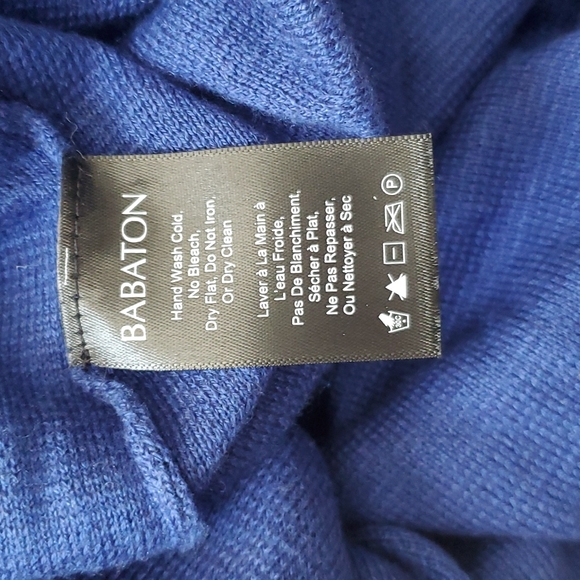 BABATON
Hand Wash Cold,
No Bleach,
Dry Flat, Do Not Iron,
Or Dry Clean
Laver à La Main à
L'eau Froide,
Pas De Blanchiment,
Sécher à Plat,
Ne Pas Repasser,
Ou Nettoyer à Sec
30C P